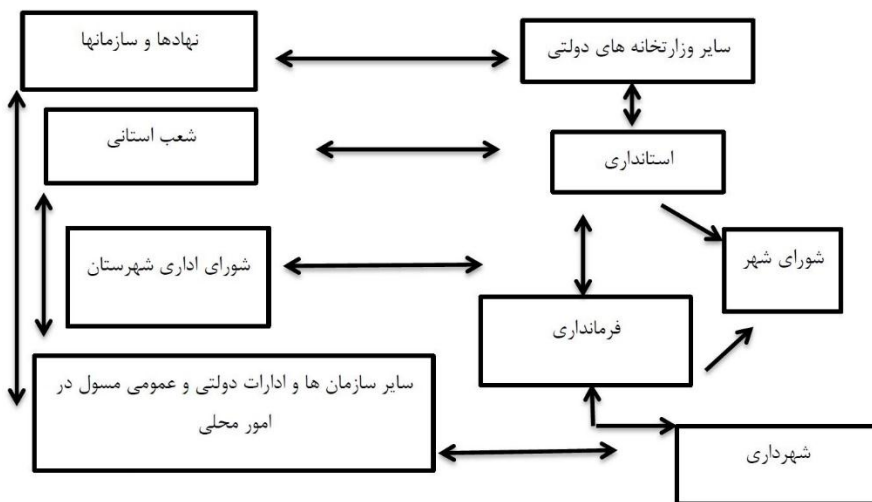 سایر وزارتخانه های دولتی
نهادها و سازمانها
استانداری
شعب استانی
شورای شهر
شورای اداری شهرستان
فرمانداری
سایر سازمان ها و ادارات دولتی و عمومی مسول در
امور محلی
شهرداری